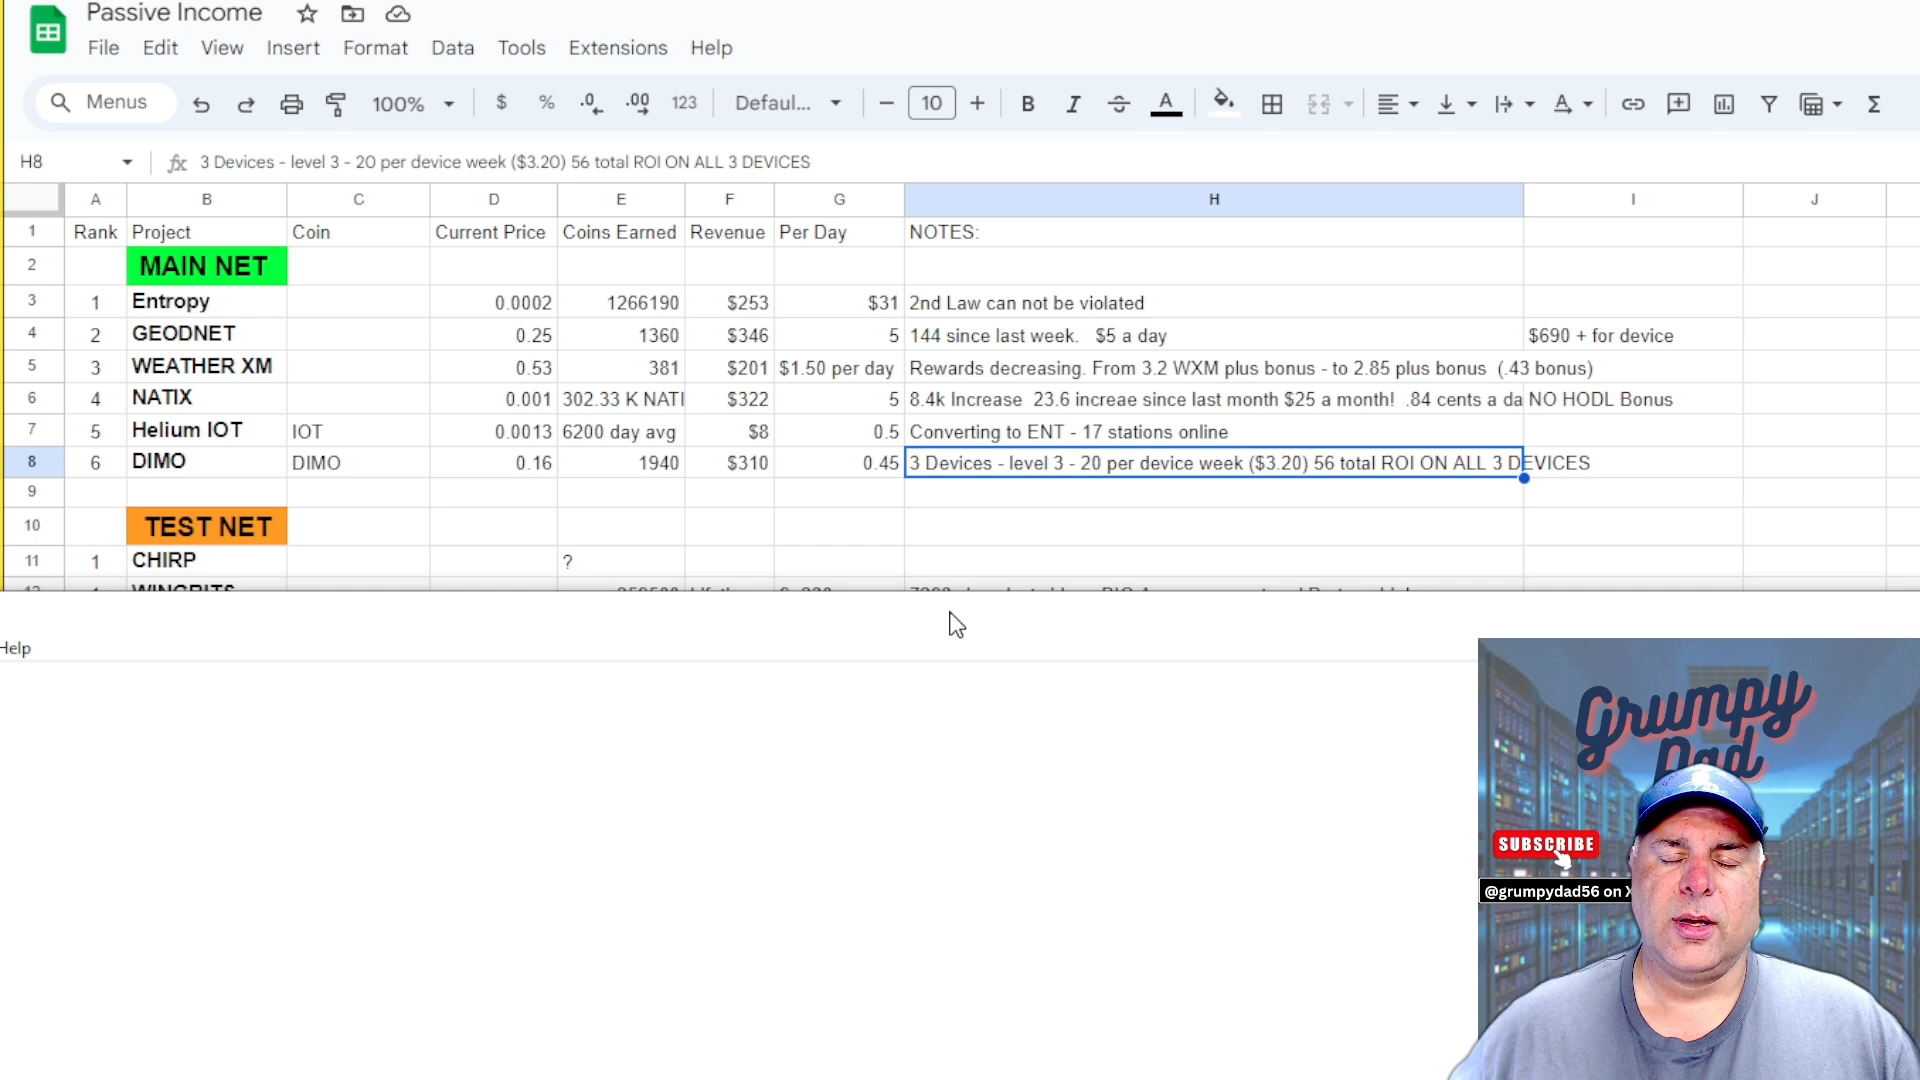 Passive Income
File Edit View Insert Format Data Tools Extensions Help
Menus 100% $ % .0 .00 123 Defaul... 10 B I A A Σ
H8 fx 3 Devices - level 3 - 20 per device week ($3.20) 56 total ROI ON ALL 3 DEVICES
A B C D E F G H I J
1 Rank Project Coin Current Price Coins Earned Revenue Per Day NOTES:
2 MAIN NET
3 1 Entropy 0.0002 1266190 $253 $31 2nd Law can not be violated
4 2 GEODNET 0.25 1360 $346 5 144 since last week. $5 a day $690 + for device
5 3 WEATHER XM 0.53 381 $201 $1.50 per day Rewards decreasing. From 3.2 WXM plus bonus - to 2.85 plus bonus (.43 bonus)
6 4 NATIX 0.001 302.33 K NATI $322 5 8.4k Increase 23.6 increae since last month $25 a month! .84 cents a da NO HODL Bonus
7 5 Helium IOT IOT 0.0013 6200 day avg $8 0.5 Converting to ENT - 17 stations online
8 6 DIMO DIMO 0.16 1940 $310 0.45 3 Devices - level 3 - 20 per device week ($3.20) 56 total ROI ON ALL 3 DEVICES
9
10 TEST NET
11 1 CHIRP ?
WINGBITS
Help
Grumpy
Dad
SUBSCRIBE
@grumpydad56 on X